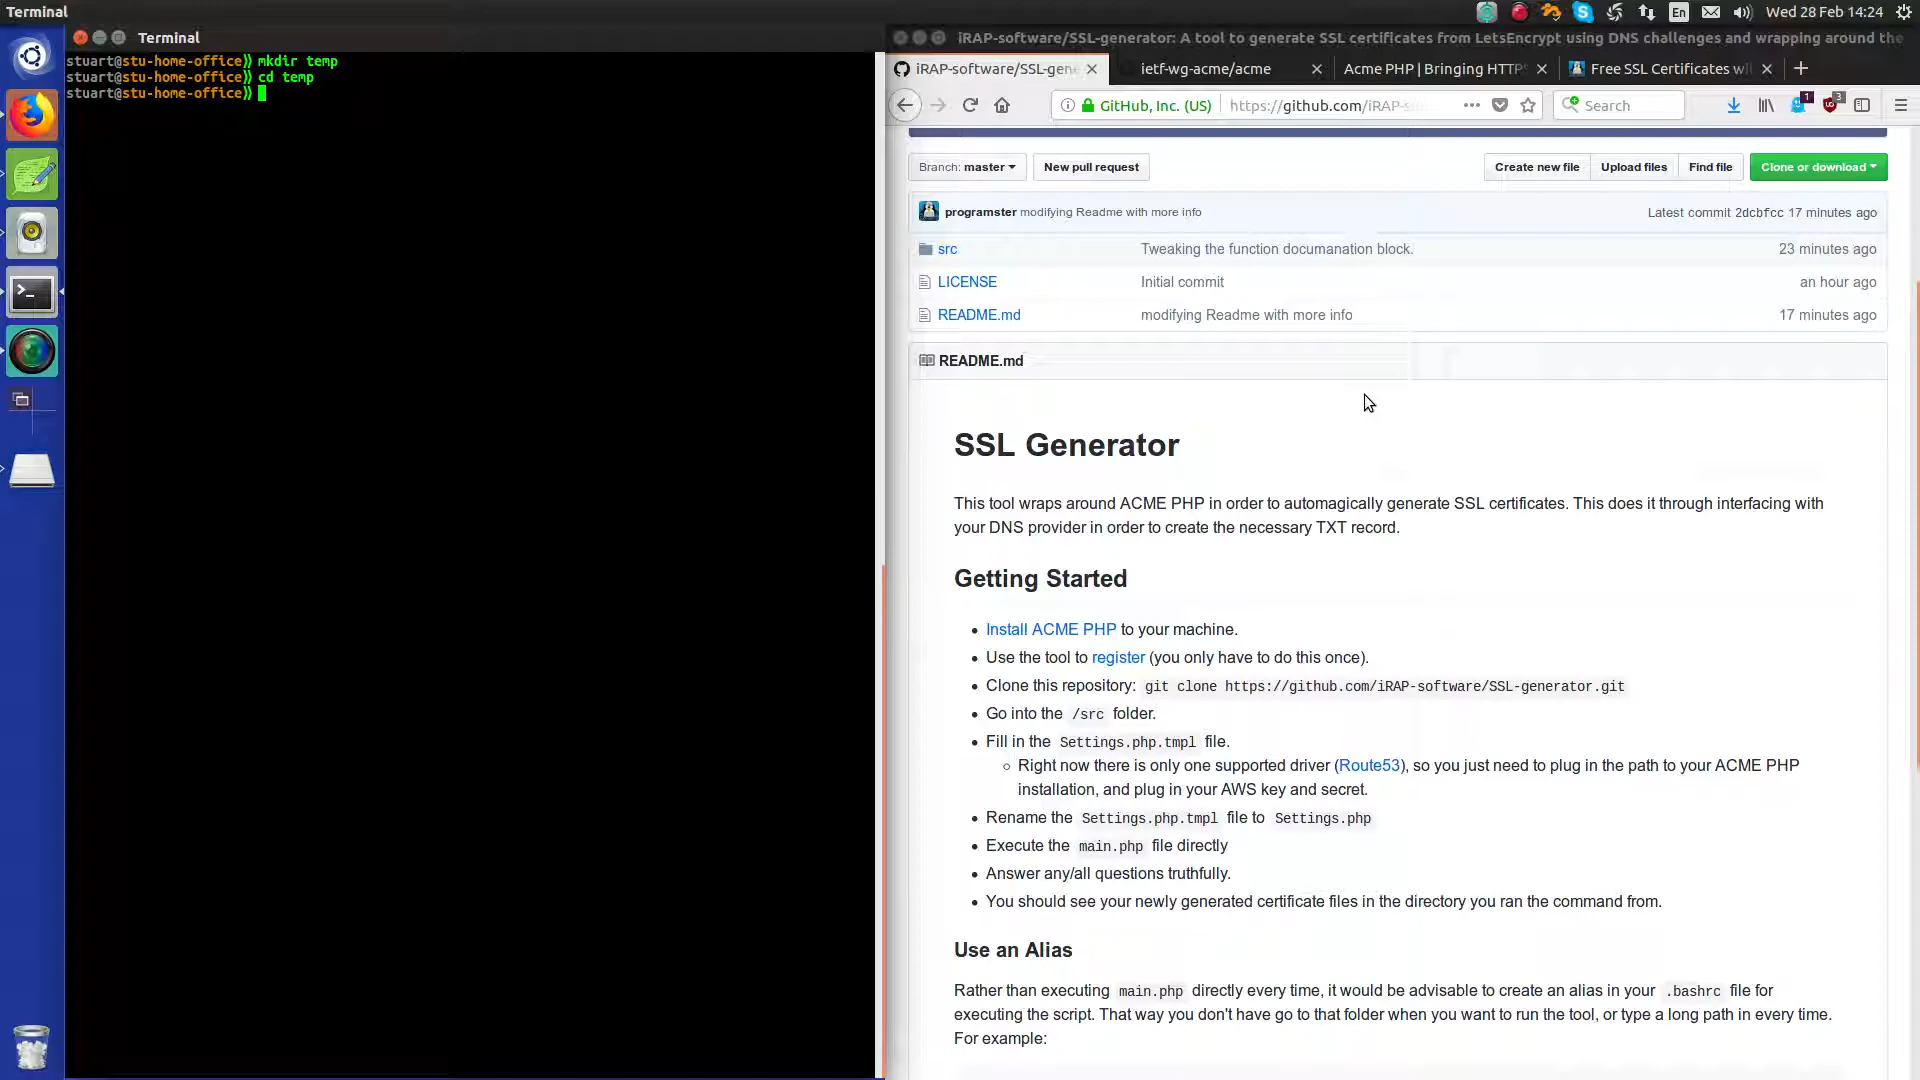 Terminal
En
Wed 28 Feb 14:24
Terminal
stuart@stu-home-office⟫ mkdir temp
stuart@stu-home-office⟫ cd temp
stuart@stu-home-office⟫
iRAP-software/SSL-generator: A tool to generate SSL certificates from LetsEncrypt using DNS challenges and wrapping around the
iRAP-software/SSL-gene
ietf-wg-acme/acme
Acme PHP | Bringing HTTPS
Free SSL Certificates wi
GitHub, Inc. (US)
https://github.com/iRAP-so
Search
1
3
Branch: master
New pull request
Create new file
Upload files
Find file
Clone or download
programster modifying Readme with more info
Latest commit 2dcbfcc 17 minutes ago
src
Tweaking the function documanation block.
23 minutes ago
LICENSE
Initial commit
an hour ago
README.md
modifying Readme with more info
17 minutes ago
README.md
SSL Generator
This tool wraps around ACME PHP in order to automagically generate SSL certificates. This does it through interfacing with
your DNS provider in order to create the necessary TXT record.
Getting Started
Install ACME PHP to your machine.
Use the tool to register (you only have to do this once).
Clone this repository: git clone https://github.com/iRAP-software/SSL-generator.git
Go into the /src folder.
Fill in the Settings.php.tmpl file.
Right now there is only one supported driver (Route53), so you just need to plug in the path to your ACME PHP
installation, and plug in your AWS key and secret.
Rename the Settings.php.tmpl file to Settings.php
Execute the main.php file directly
Answer any/all questions truthfully.
You should see your newly generated certificate files in the directory you ran the command from.
Use an Alias
Rather than executing main.php directly every time, it would be advisable to create an alias in your .bashrc file for
executing the script. That way you don't have go to that folder when you want to run the tool, or type a long path in every time.
For example: